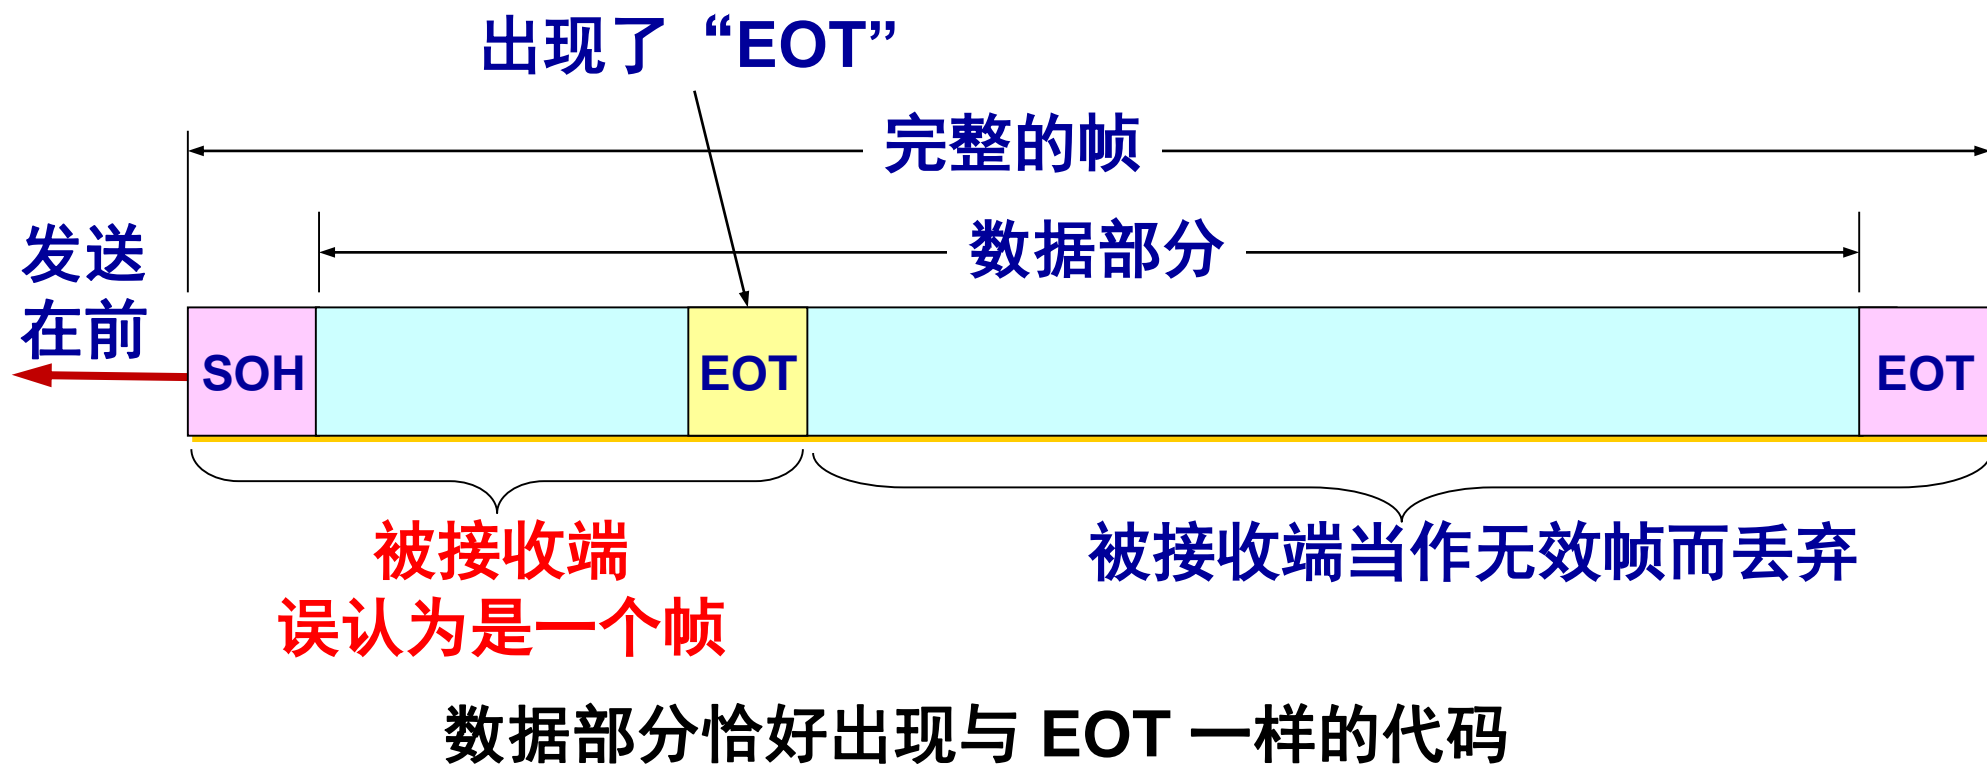 出现了“EOT”
完整的帧
数据部分
发送
在前
SOH
EOT
EOT
被接收端
误认为是一个帧
被接收端当作无效帧而丢弃
数据部分恰好出现与 EOT 一样的代码